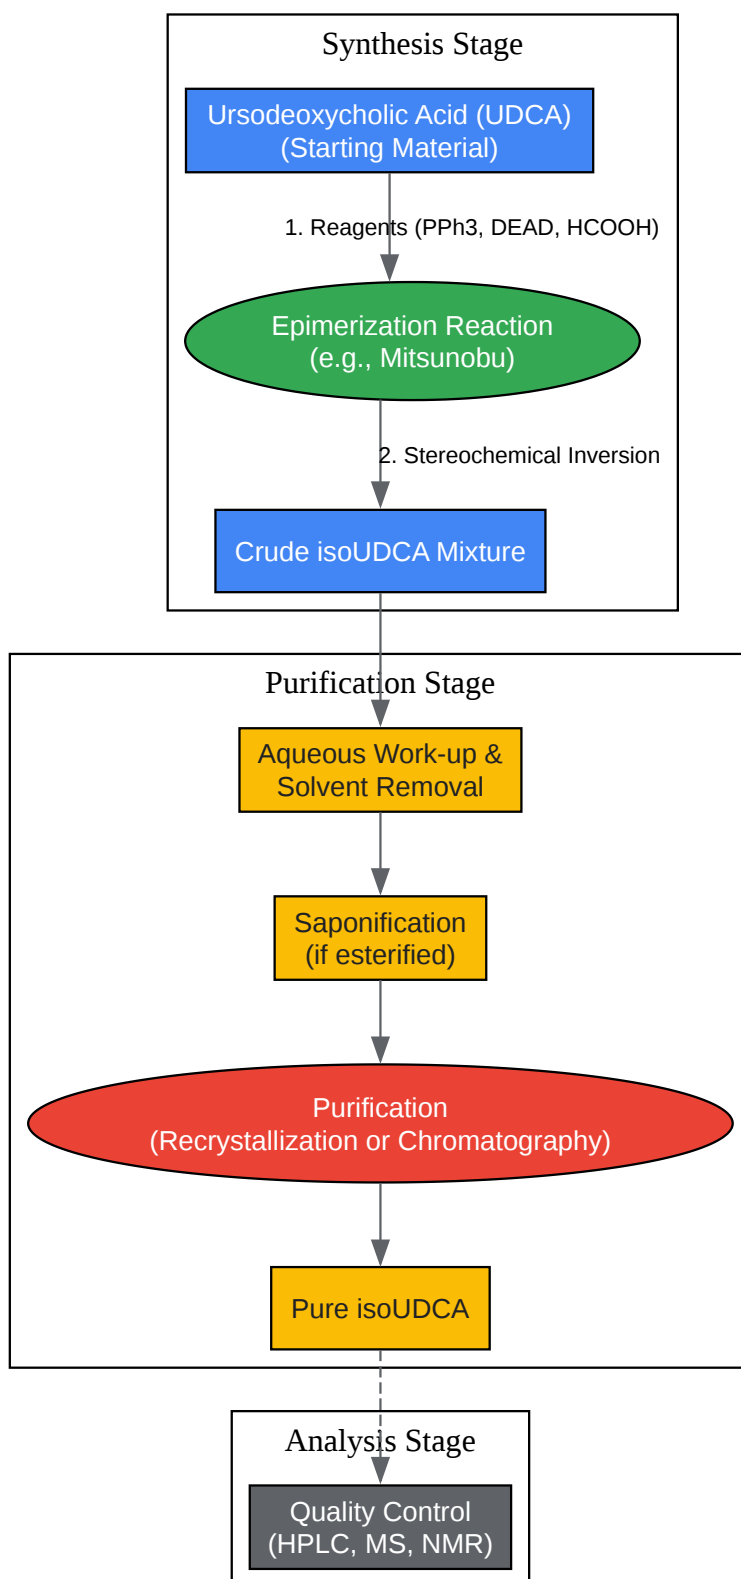 Synthesis Stage
Ursodeoxycholic Acid (UDCA)
(Starting Material)
1. Reagents (PPh3, DEAD, HCOOH)
Epimerization Reaction
(e.g., Mitsunobu)
2. Stereochemical Inversion
Crude isoUDCA Mixture
Purification Stage
Aqueous Work-up &
Solvent Removal
Saponification
(if esterified)
Purification
(Recrystallization or Chromatography)
Pure isoUDCA
Analysis Stage
Quality Control
(HPLC, MS, NMR)